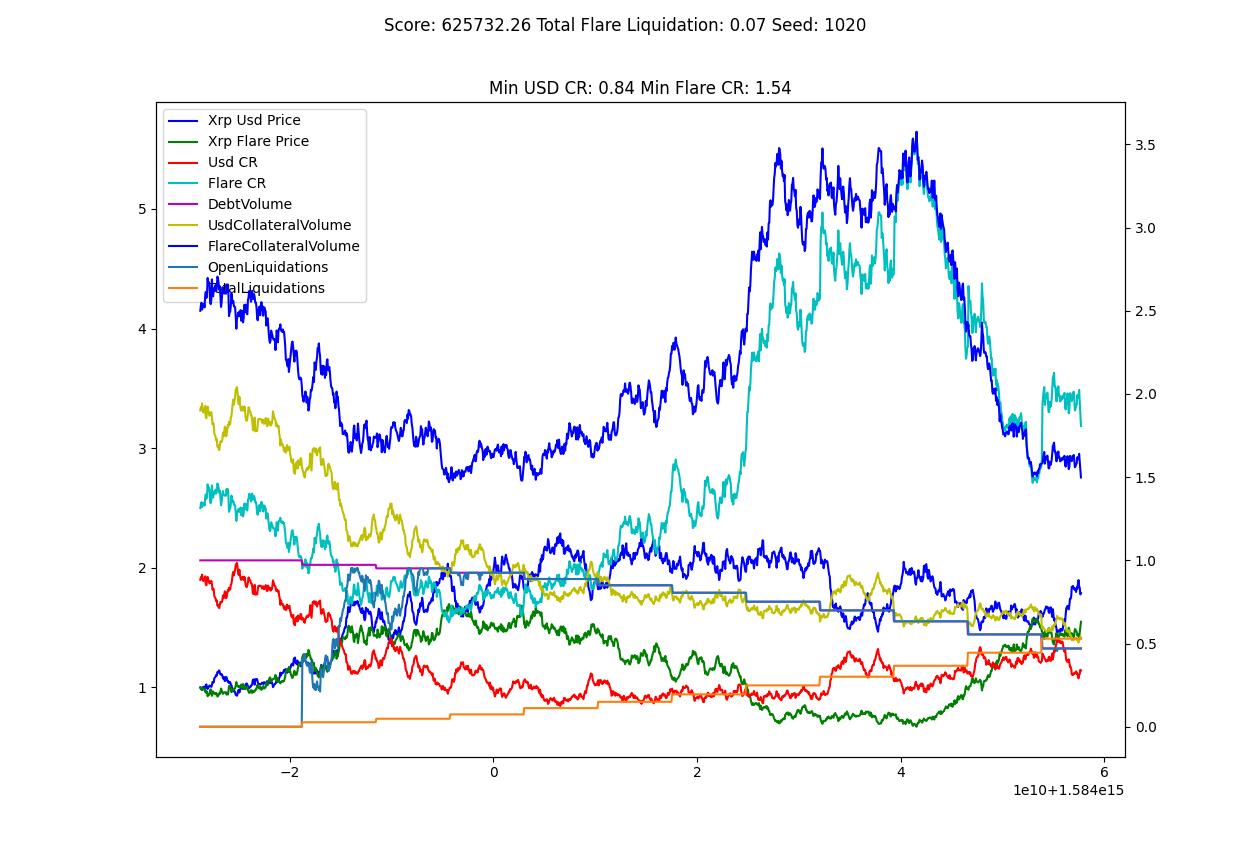 Score: 625732.26 Total Flare Liquidation: 0.07 Seed: 1020
Min USD CR: 0.84 Min Flare CR: 1.54
Xrp Usd Price
Xrp Flare Price
Usd CR
Flare CR
DebtVolume
UsdCollateralVolume
FlareCollateralVolume
OpenLiquidations
TotalLiquidations
5
4
3
2
1
3.5
3.0
2.5
2.0
1.5
1.0
0.5
0.0
−2 0 2 4 6
1e10+1.584e15